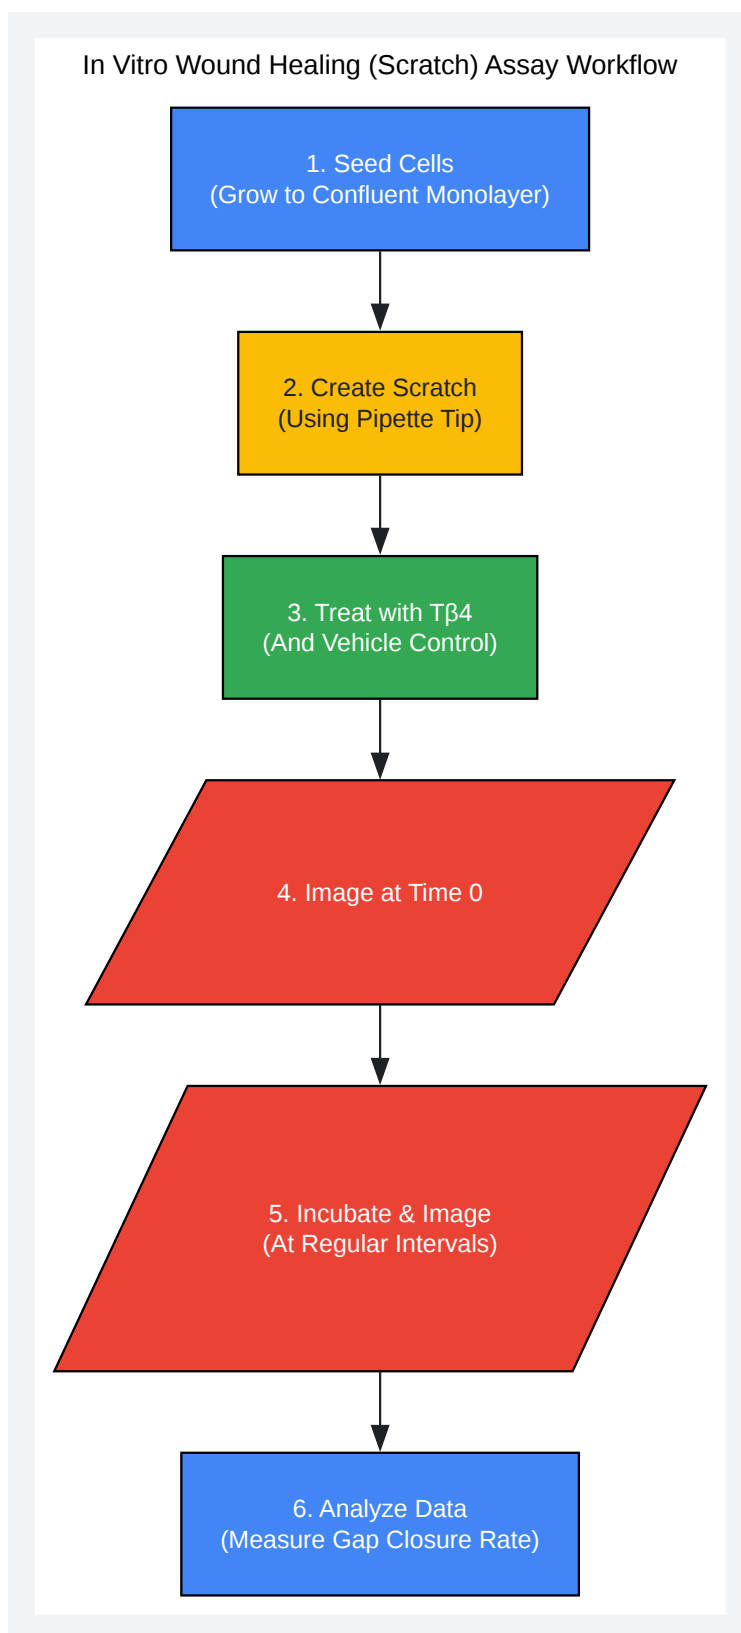 In Vitro Wound Healing (Scratch) Assay Workflow
1. Seed Cells
(Grow to Confluent Monolayer)
2. Create Scratch
(Using Pipette Tip)
3. Treat with Tβ4
(And Vehicle Control)
4. Image at Time 0
5. Incubate & Image
(At Regular Intervals)
6. Analyze Data
(Measure Gap Closure Rate)